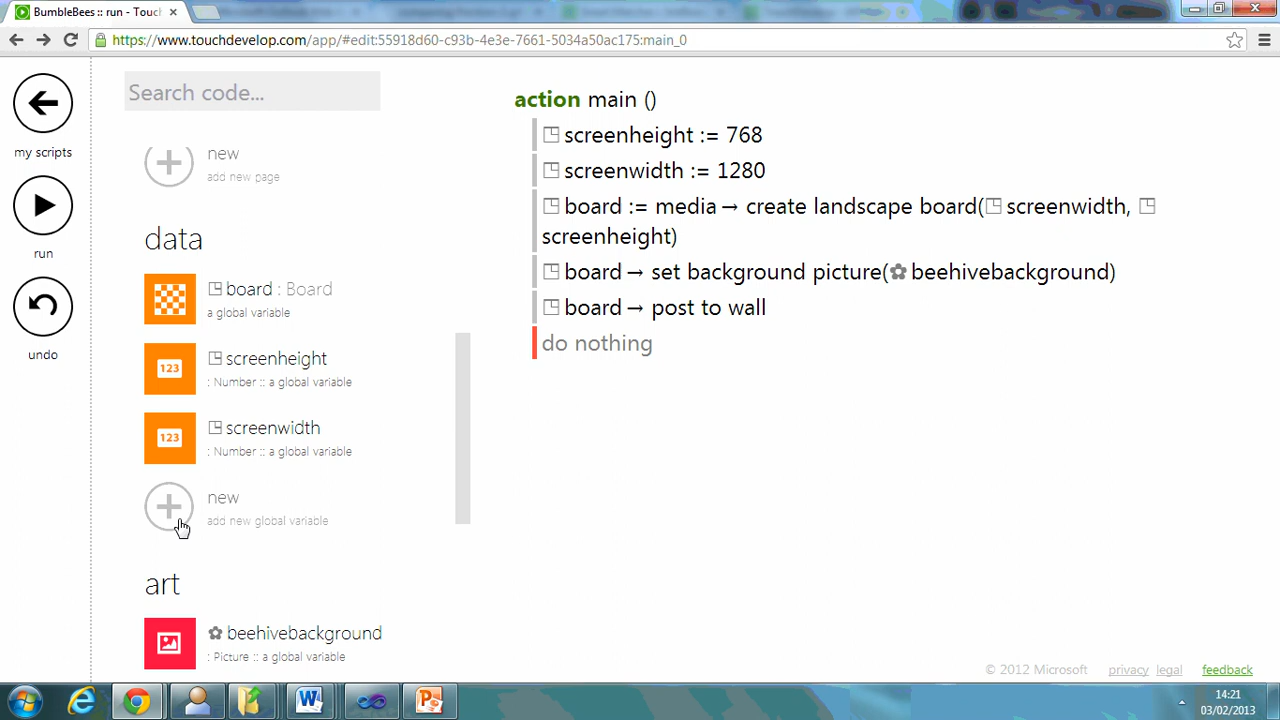 BumbleBees :: run - Touc
https://www.touchdevelop.com/app/#edit:55918d60-c93b-4e3e-7661-5034a50ac175:main_0
my scripts
run
undo
Search code...
new
add new page
data
board : Board
a global variable
screenheight
: Number :: a global variable
screenwidth
: Number :: a global variable
new
add new global variable
art
beehivebackground
: Picture :: a global variable
action main ()
screenheight := 768
screenwidth := 1280
board := media → create landscape board(screenwidth,
screenheight)
board → set background picture(beehivebackground)
board → post to wall
do nothing
© 2012 Microsoft privacy legal feedback
14:21
03/02/2013